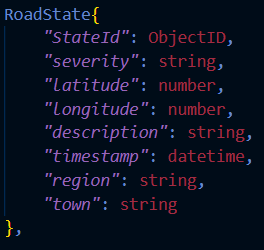 RoadState{
"StateId": ObjectID,
"severity": string,
"latitude": number,
"longitude": number,
"description": string,
"timestamp": datetime,
"region": string,
"town": string
},